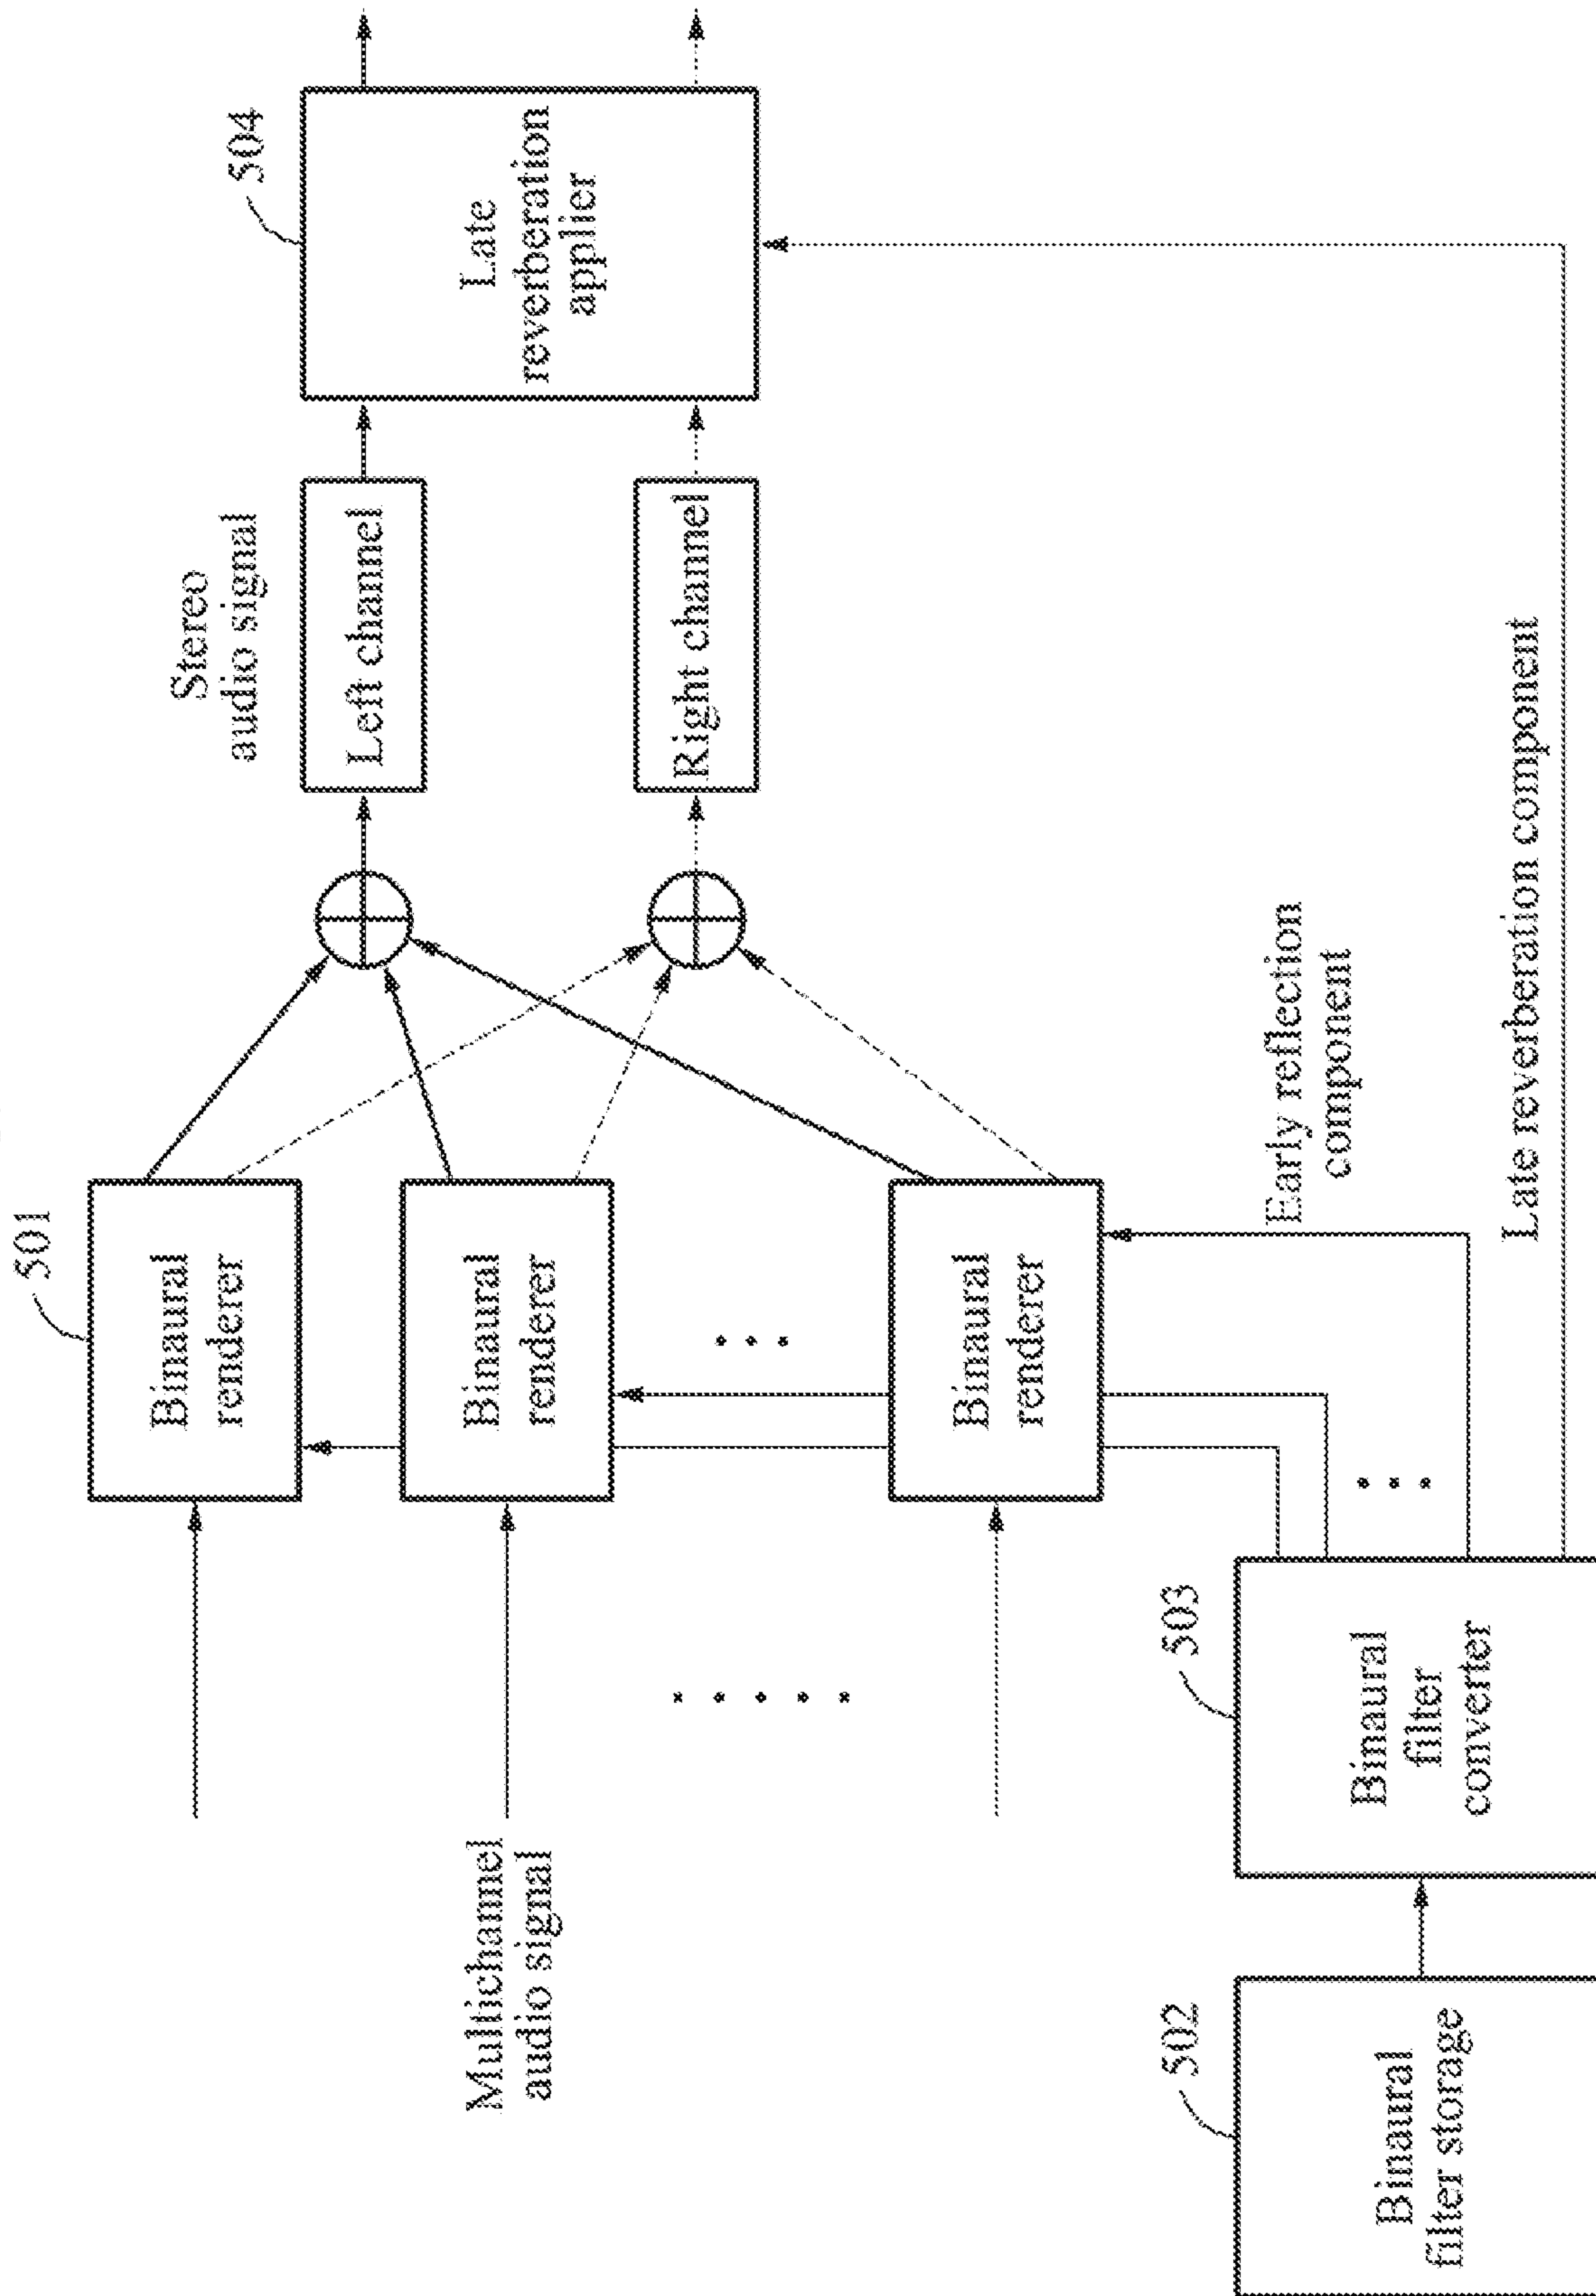 501
Binaural
renderer
Binaural
renderer
Binaural
renderer
Multichannel
audio signal
Stereo
audio signal
Left channel
Right channel
504
Late
reverberation
applier
Early reflection
component
Late reverberation component
502
Binaural
filter storage
503
Binaural
filter
converter